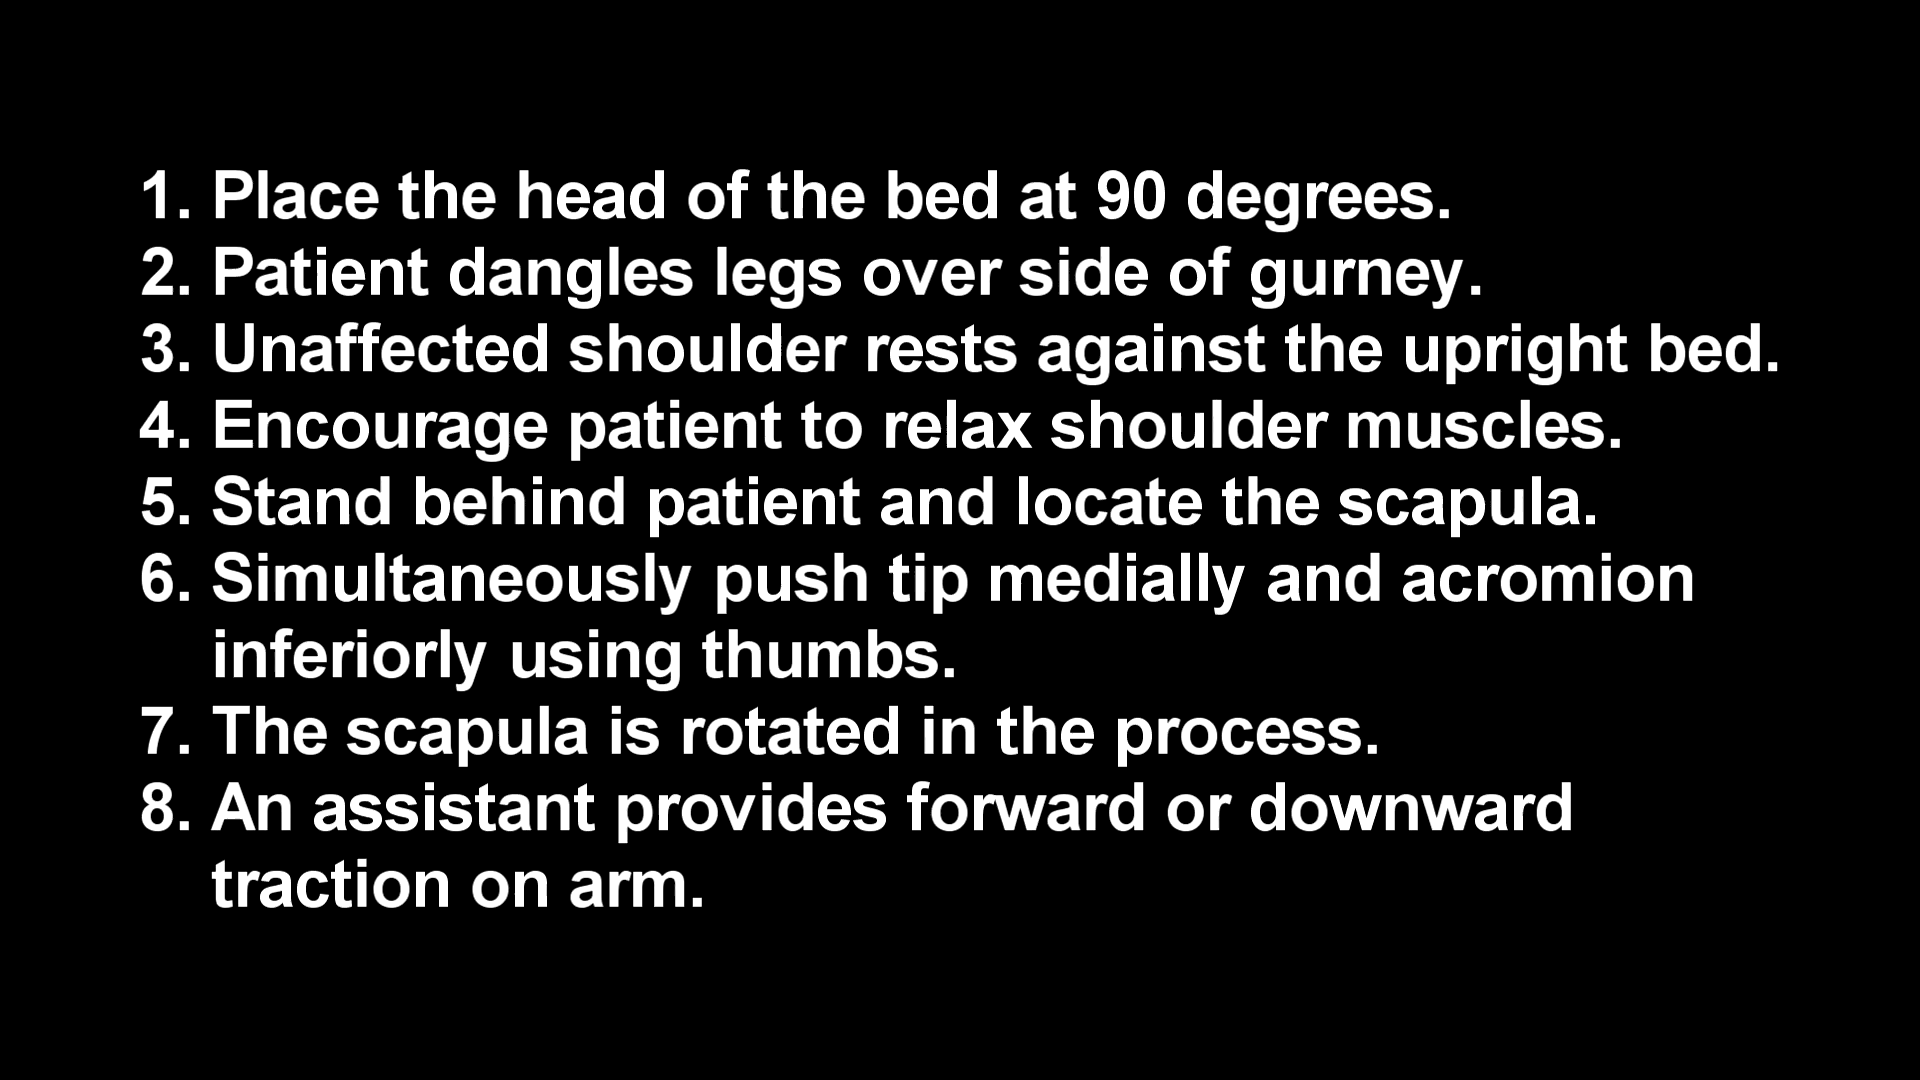 1. Place the head of the bed at 90 degrees.
2. Patient dangles legs over side of gurney.
3. Unaffected shoulder rests against the upright bed.
4. Encourage patient to relax shoulder muscles.
5. Stand behind patient and locate the scapula.
6. Simultaneously push tip medially and acromion
inferiorly using thumbs.
7. The scapula is rotated in the process.
8. An assistant provides forward or downward
traction on arm.